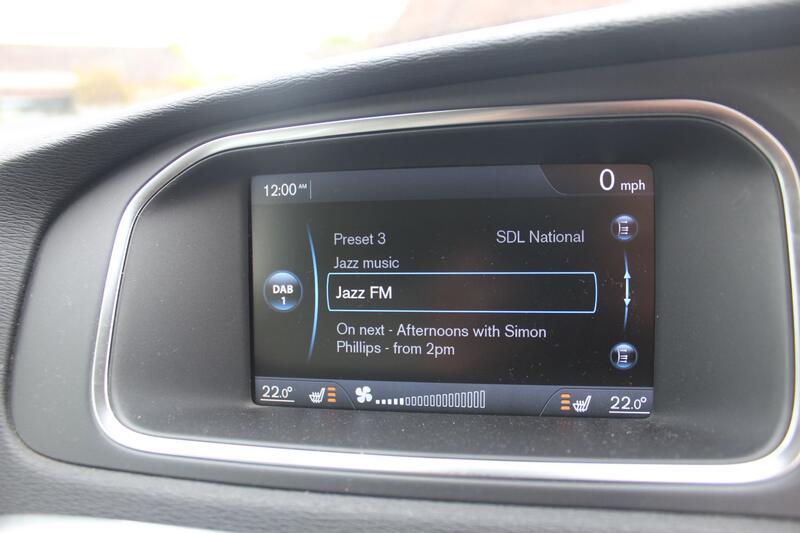 12:00 AM
0 mph
Preset 3
SDL National
Jazz music
DAB
1
Jazz FM
On next - Afternoons with Simon
Phillips - from 2pm
22.0°
22.0°